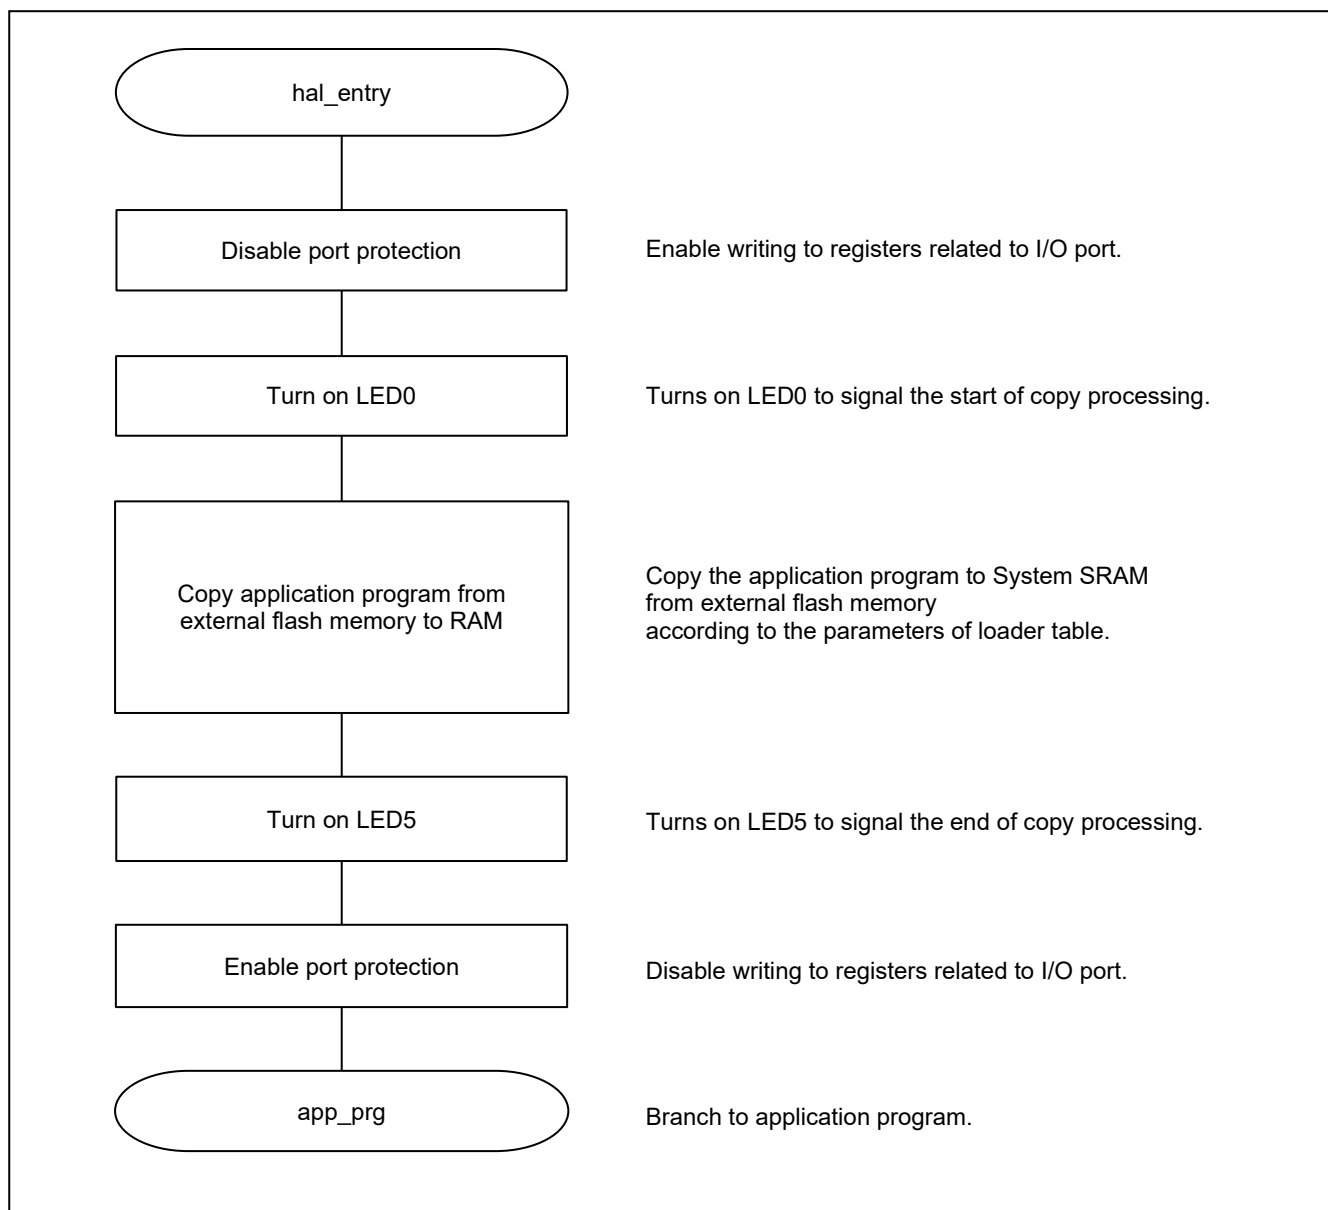 hal_entry
Disable port protection
Enable writing to registers related to I/O port.
Turn on LED0
Turns on LED0 to signal the start of copy processing.
Copy application program from
external flash memory to RAM
Copy the application program to System SRAM
from external flash memory
according to the parameters of loader table.
Turn on LED5
Turns on LED5 to signal the end of copy processing.
Enable port protection
Disable writing to registers related to I/O port.
app_prg
Branch to application program.